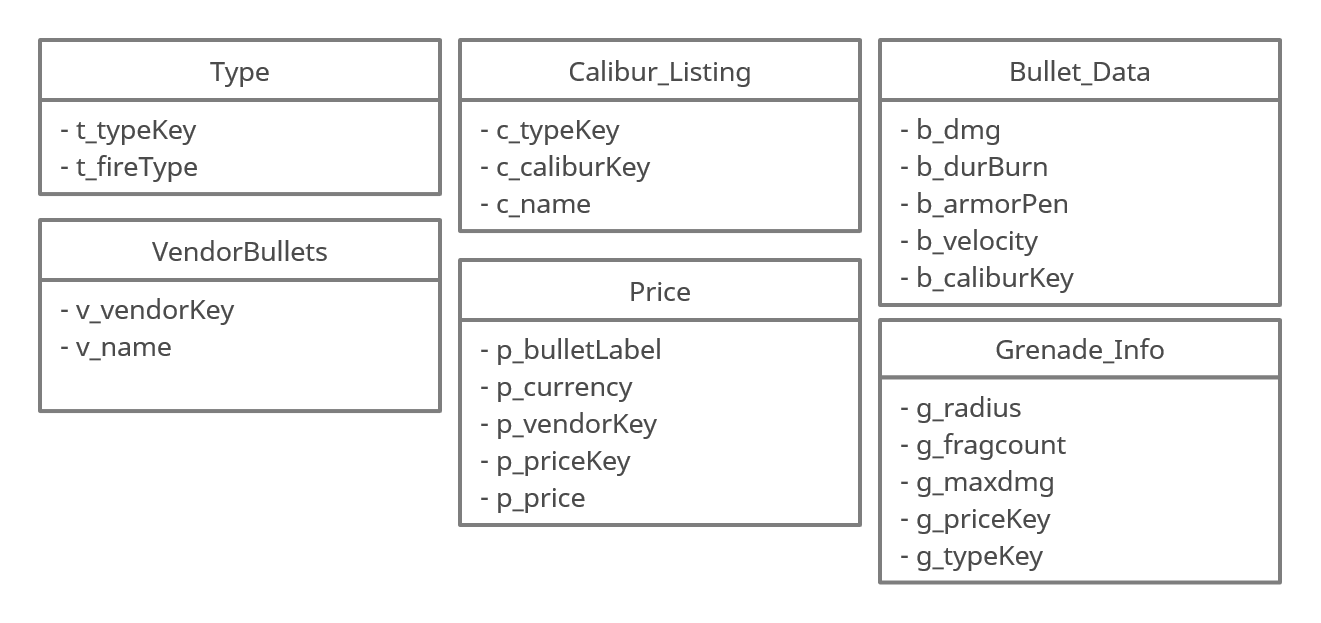 Type
- t_typeKey
- t_fireType
VendorBullets
- v_vendorKey
- v_name
Calibur_Listing
- c_typeKey
- c_caliburKey
- c_name
Price
- p_bulletLabel
- p_currency
- p_vendorKey
- p_priceKey
- p_price
Bullet_Data
- b_dmg
- b_durBurn
- b_armorPen
- b_velocity
- b_caliburKey
Grenade_Info
- g_radius
- g_fragcount
- g_maxdmg
- g_priceKey
- g_typeKey